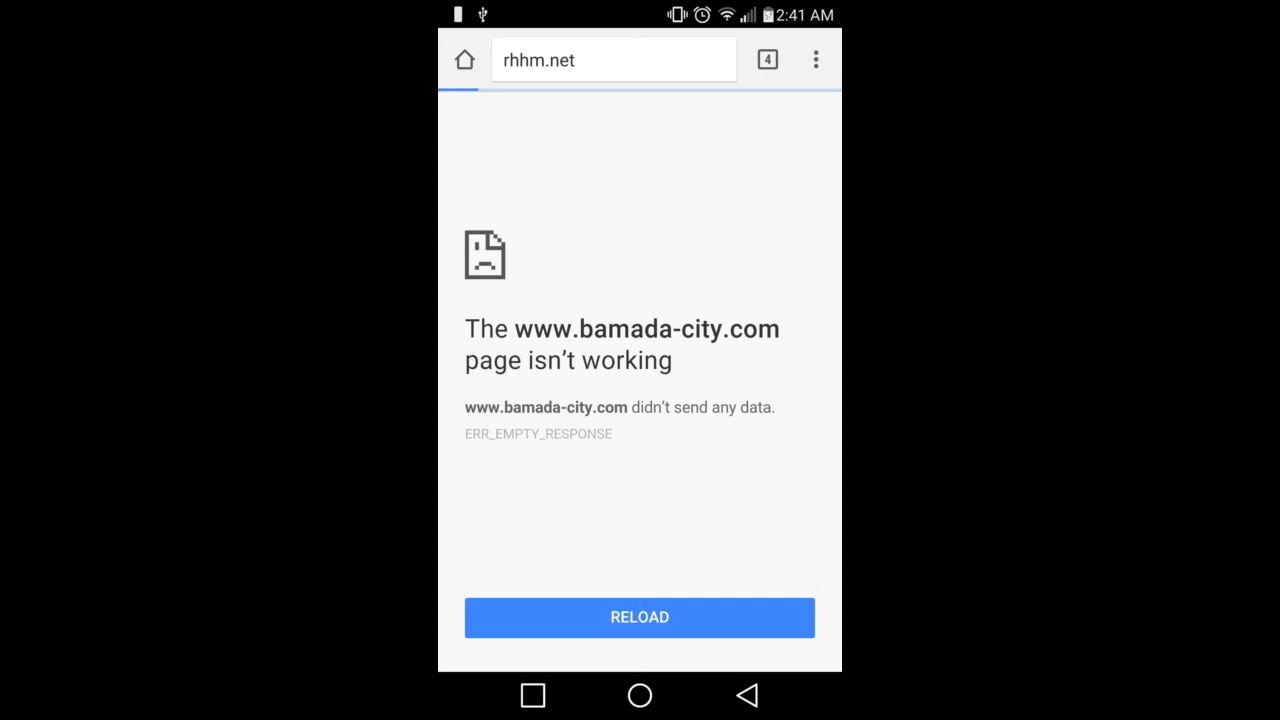 2:41 AM
rhhm.net
4
The www.bamada-city.com
page isn’t working
www.bamada-city.com didn’t send any data.
ERR_EMPTY_RESPONSE
RELOAD